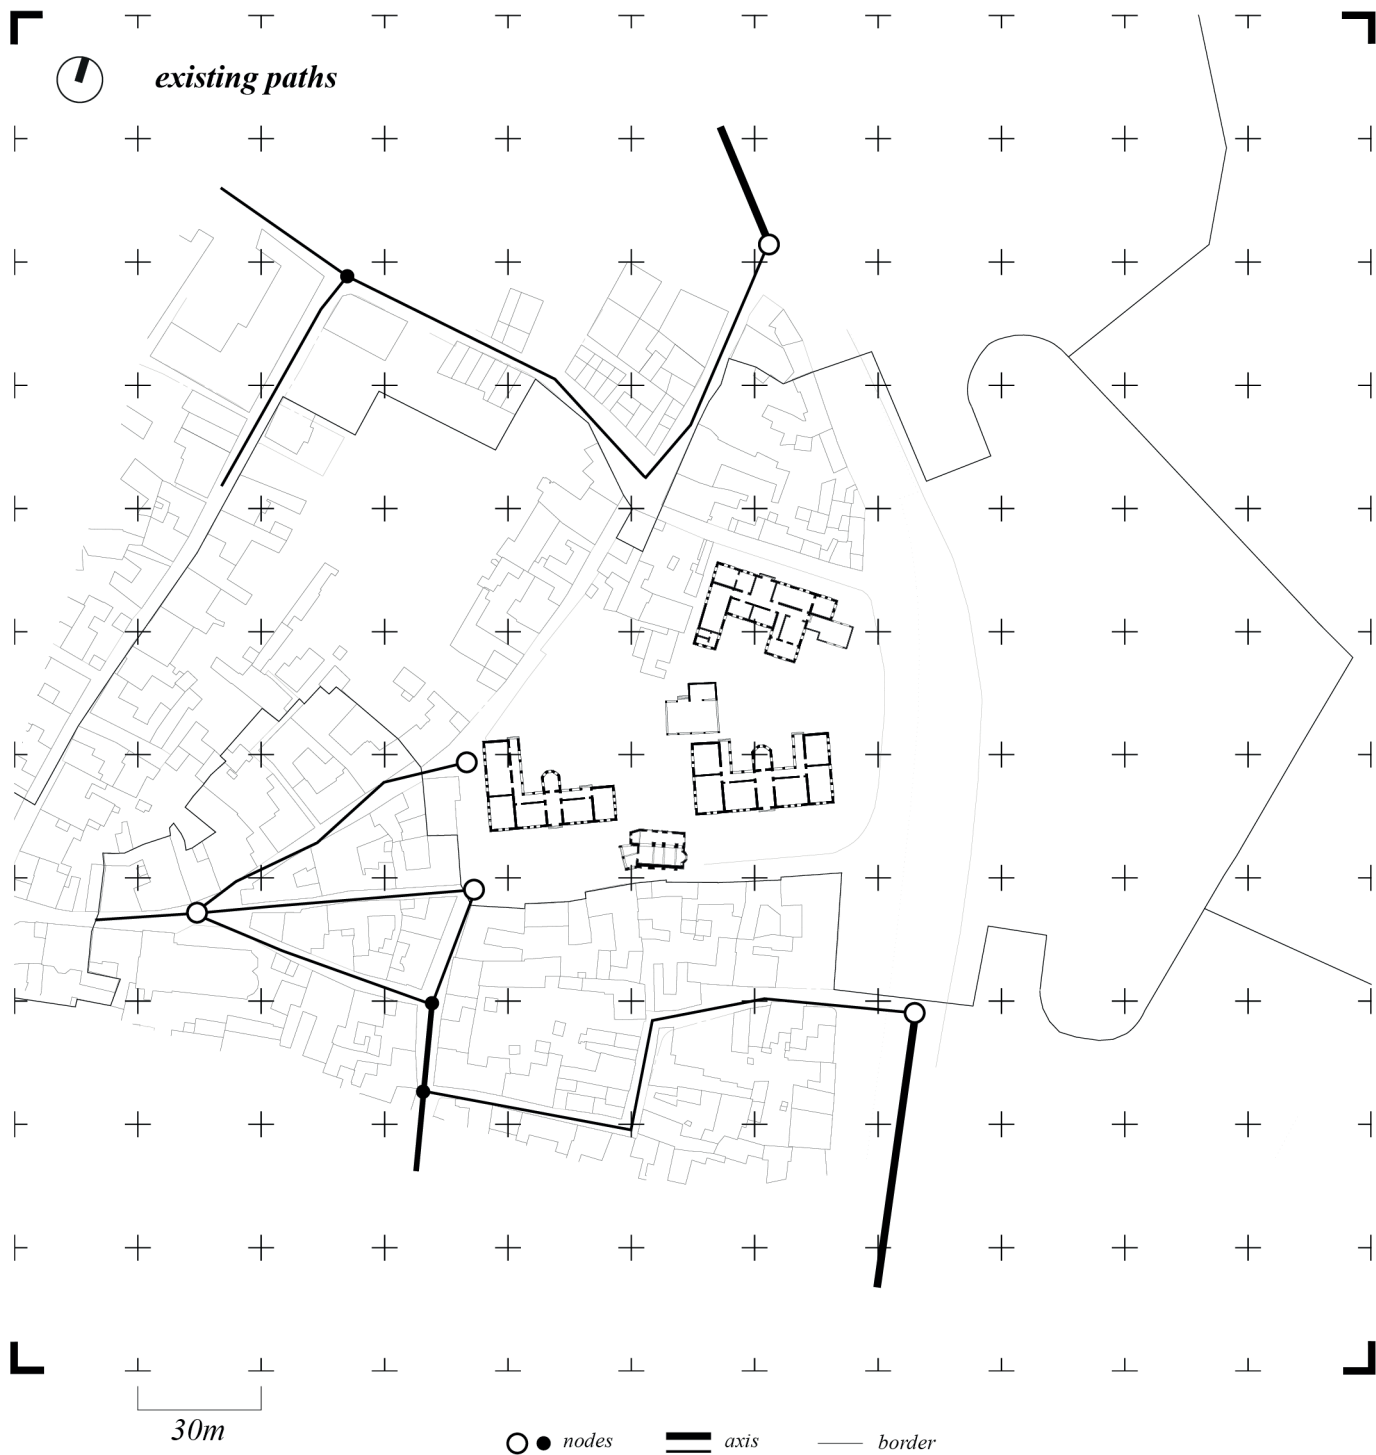 existing paths
30m
nodes
axis
border